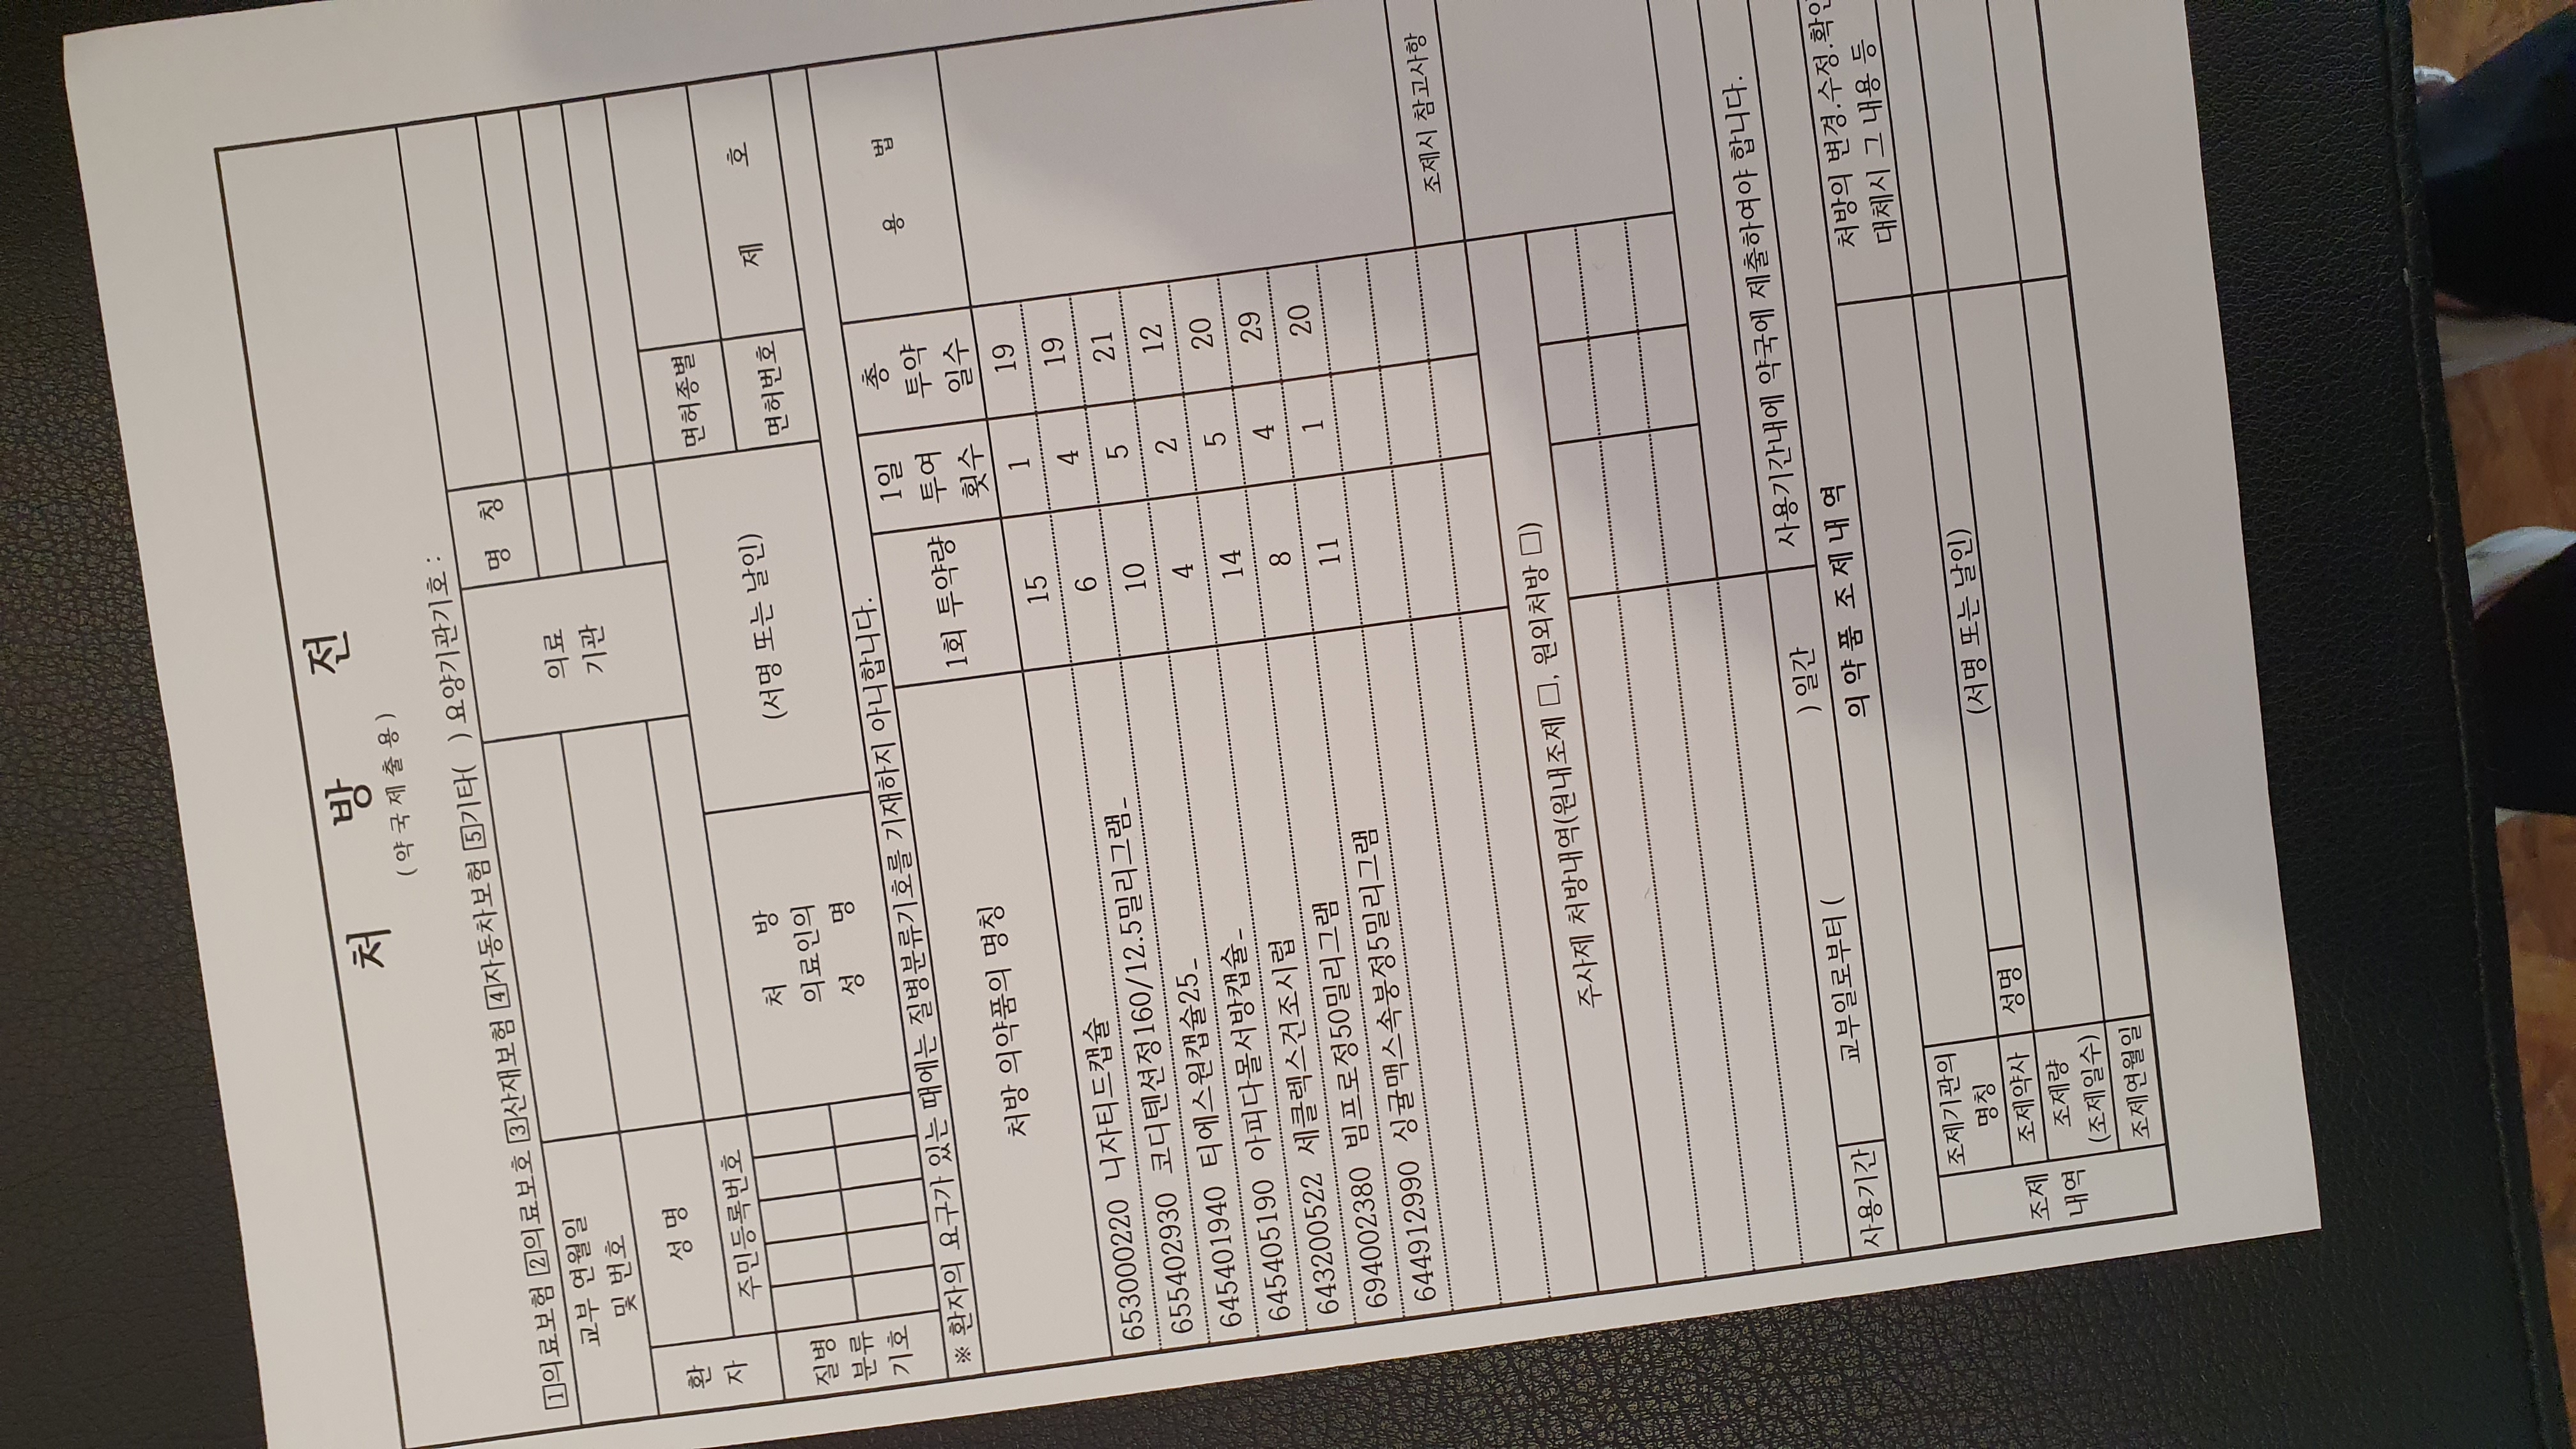 처 방 전
(약국제출용)
1의료보험 2의료보호 3산재보험 4자동차보험 5기타( ) 요양기관기호 :
교부 연월일
및 번호
의료
기관
명 칭
환
자
성 명
주민등록번호
질병
분류
기호
처 방
의료인의
성 명
(서명 또는 날인)
면허종별
면허번호
제 호
※ 환자의 요구가 있는 때에는 질병분류기호를 기재하지 아니합니다.
처방 의약품의 명칭
1회 투약량
1일
투여
횟수
총
투약
일수
용 법
653000220 니자티드캡슐 15 1 19
655402930 코디텐션정160/12.5밀리그램_ 6 4 19
645401940 티에스원캡슐25_ 10 5 21
645405190 아피다몰서방캡슐_ 4 2 12
643200522 세클렉스건조시럽 14 5 20
694002380 빔프로정50밀리그램 8 4 29
644912990 싱귤맥스속붕정5밀리그램 11 1 20
조제시 참고사항
주사제 처방내역(원내조제 □, 원외처방 □)
사용기간
교부일로부터 ( ) 일간
사용기간내에 약국에 제출하여야 합니다.
의약품 조제내역
처방의 변경.수정.확인
대체시 그 내용 등
조제
내역
조제기관의
명칭
조제약사
성명
(서명 또는 날인)
조제량
(조제일수)
조제연월일